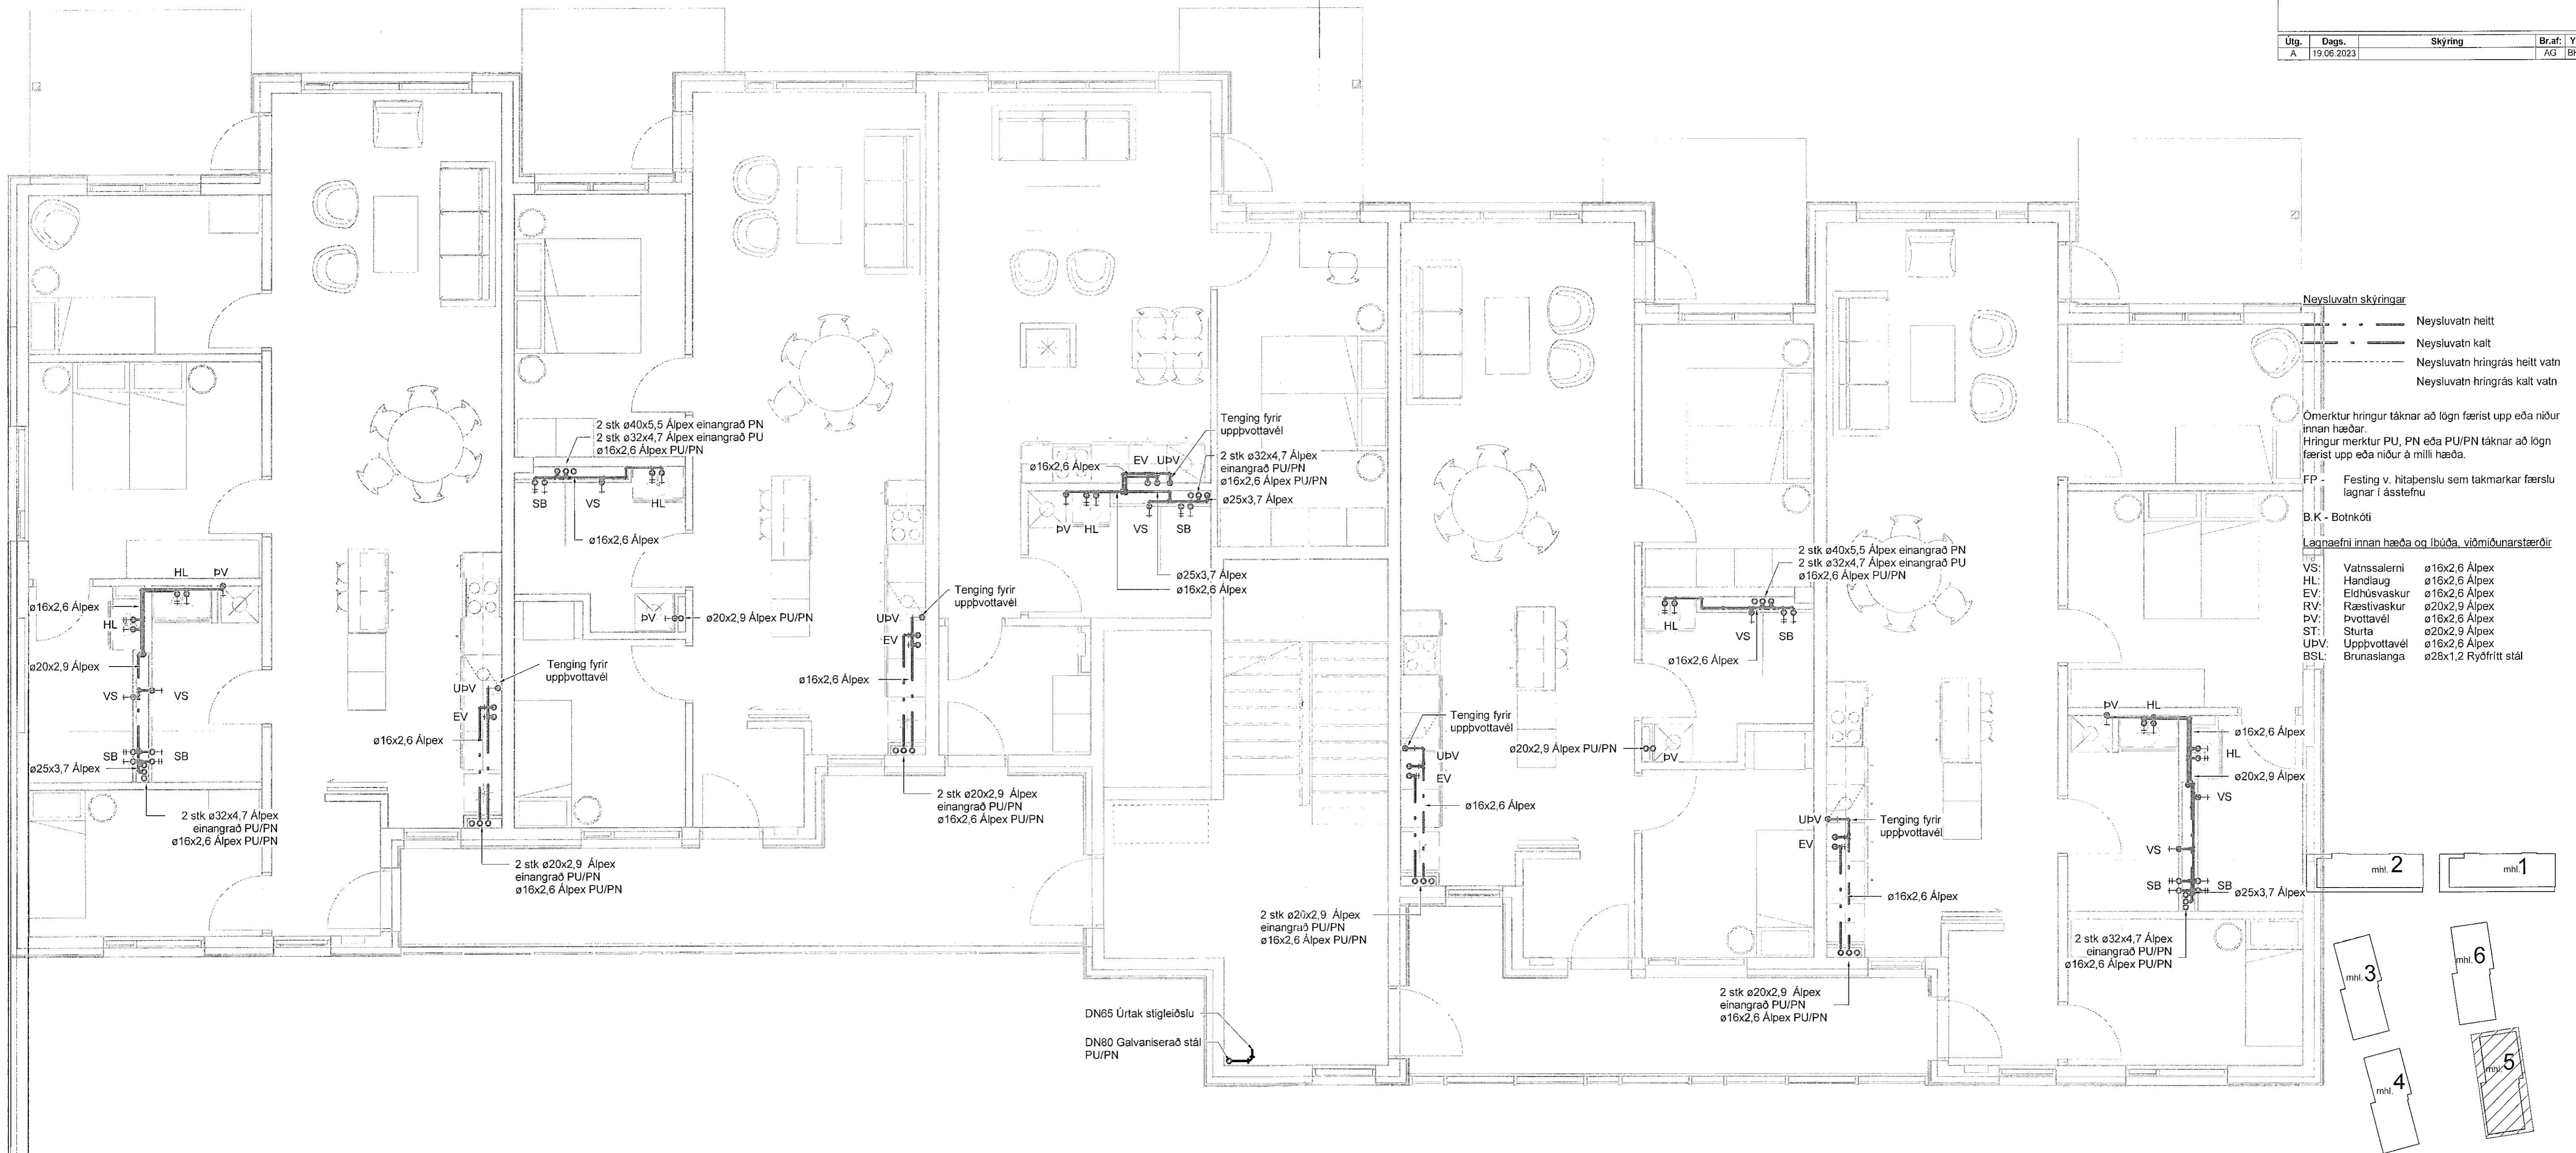 Útg. Dags. Skýring Br.af:
A 19.06.2023 AG
Neysluvatn skýringar
Neysluvatn heitt
Neysluvatn kalt
Neysluvatn hringrás heitt vatn
Neysluvatn hringrás kalt vatn
Ómerktur hringur táknar að lögn færist upp eða niður
innan hæðar.
Hringur merktur PU, PN eða PU/PN táknar að lögn
færist upp eða niður á milli hæða.
FP - Festing v. hitaþenslu sem takmarkar færslu
lagnar í ásstefnu
B.K - Botnkóti
Lagnaefni innan hæða og íbúða, viðmiðunarstærðir
VS: Vatnssalerni ø16x2,6 Álpex
HL: Handlaug ø16x2,6 Álpex
EV: Eldhúsvaskur ø16x2,6 Álpex
RV: Ræstivaskur ø20x2,9 Álpex
ÞV: Þvottavél ø16x2,6 Álpex
ST: Sturta ø20x2,9 Álpex
UÞV: Uppþvottavél ø16x2,6 Álpex
BSL: Brunaslanga ø28x1,2 Ryðfrítt stál
HL ÞV
ø16x2,6 Álpex
HL
ø20x2,9 Álpex
VS VS
SB SB
ø25x3,7 Álpex
2 stk ø32x4,7 Álpex
einangrað PU/PN
ø16x2,6 Álpex PU/PN
Tenging fyrir
uppþvottavél
UÞV
EV
ø16x2,6 Álpex
2 stk ø20x2,9 Álpex
einangrað PU/PN
ø16x2,6 Álpex PU/PN
2 stk ø40x5,5 Álpex einangrað PN
2 stk ø32x4,7 Álpex einangrað PU
ø16x2,6 Álpex PU/PN
SB VS HL
ø16x2,6 Álpex
ÞV ø20x2,9 Álpex PU/PN
Tenging fyrir
uppþvottavél
UÞV
EV
ø16x2,6 Álpex
2 stk ø20x2,9 Álpex
einangrað PU/PN
ø16x2,6 Álpex PU/PN
Tenging fyrir
uppþvottavél
ø16x2,6 Álpex EV UÞV
2 stk ø32x4,7 Álpex
einangrað PU/PN
ø16x2,6 Álpex PU/PN
ø25x3,7 Álpex
ÞV HL VS SB
ø25x3,7 Álpex
ø16x2,6 Álpex
DN65 Úrtak stigleiðslu
DN80 Galvaniserað stál
PU/PN
Tenging fyrir
uppþvottavél
UÞV
EV
ø16x2,6 Álpex
2 stk ø20x2,9 Álpex
einangrað PU/PN
ø16x2,6 Álpex PU/PN
2 stk ø40x5,5 Álpex einangrað PN
2 stk ø32x4,7 Álpex einangrað PU
ø16x2,6 Álpex PU/PN
HL VS SB
ø16x2,6 Álpex
ø20x2,9 Álpex PU/PN
ÞV
UÞV
Tenging fyrir
uppþvottavél
EV
ø16x2,6 Álpex
2 stk ø20x2,9 Álpex
einangrað PU/PN
ø16x2,6 Álpex PU/PN
ÞV HL
ø16x2,6 Álpex
HL
ø20x2,9 Álpex
VS
VS
SB SB
ø25x3,7 Álpex
2 stk ø32x4,7 Álpex
einangrað PU/PN
ø16x2,6 Álpex PU/PN
mhl. 2 mhl. 1
mhl. 3 mhl. 6
mhl. 4 mhl. 5